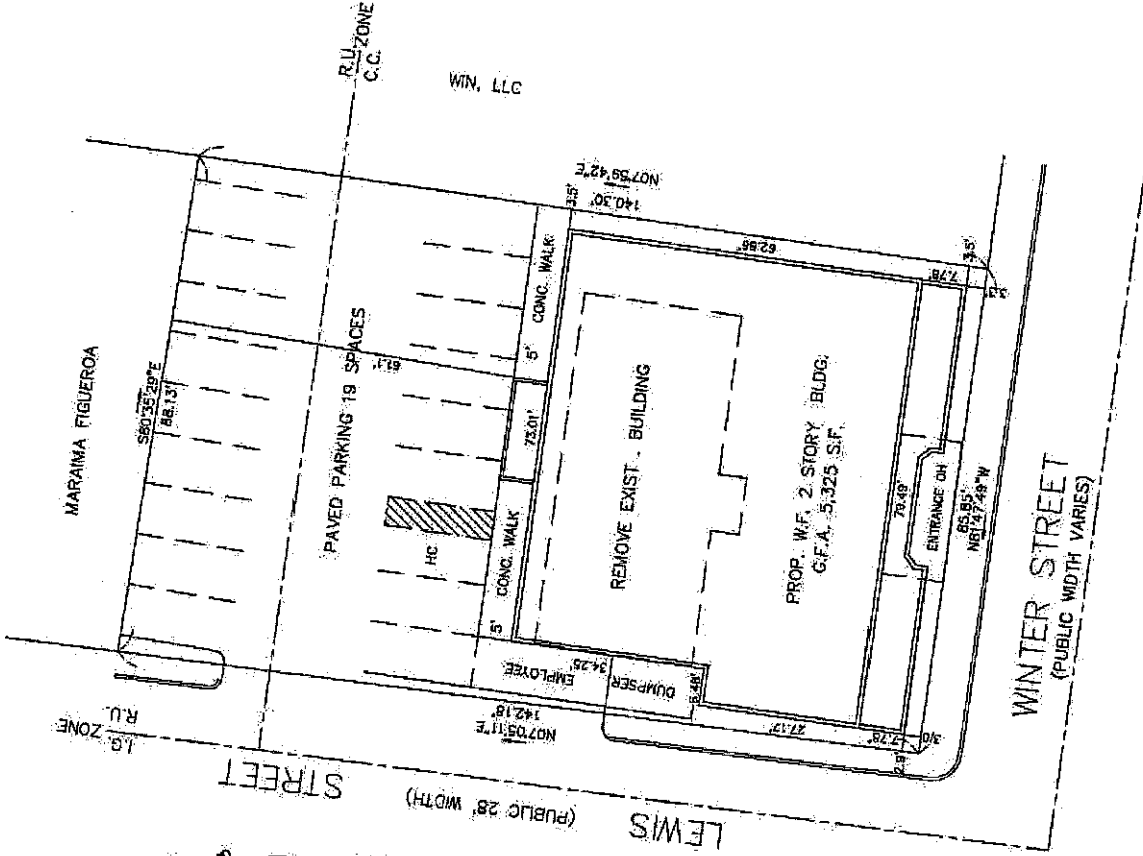 R.U. ZONE
C.C.
WIN, LLC
MARAIMA FIGUEROA
S80°35'29"E
88.13'
N07°59'42"E
140.30'
3.5'
PAVED PARKING 19 SPACES
61.1'
CONC. WALK
5'
73.01'
HC
CONC. WALK
5'
62.86'
REMOVE EXIST. BUILDING
EMPLOYEE
34.25'
DUMPSER
N07°05'11"E
142.18'
PROP. W.F. 2 STORY BLDG.
G.F.A. 5,325 S.F.
27.17'
7.78'
7.78'
3.5'
3.3'
79.49'
ENTRANCE OH
85.85'
N81°47'49"W
2.9'
I.G. ZONE
R.U.
LEWIS STREET
(PUBLIC 28' WIDTH)
WINTER STREET
(PUBLIC WIDTH VARIES)